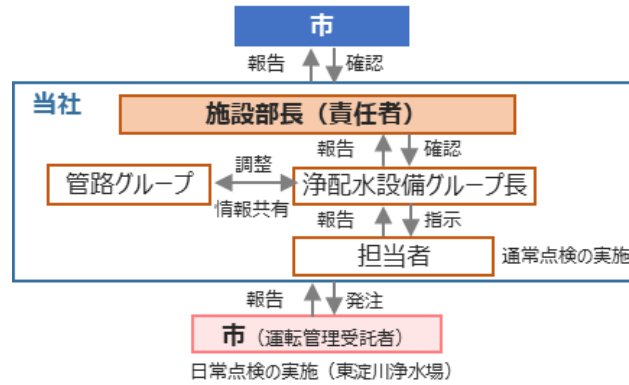 市
報告 確認
当社
施設部長（責任者）
報告 確認
調整
管路グループ 浄配水設備グループ長
情報共有
報告 指示
担当者 通常点検の実施
報告 発注
市（運転管理受託者）
日常点検の実施（東淀川浄水場）